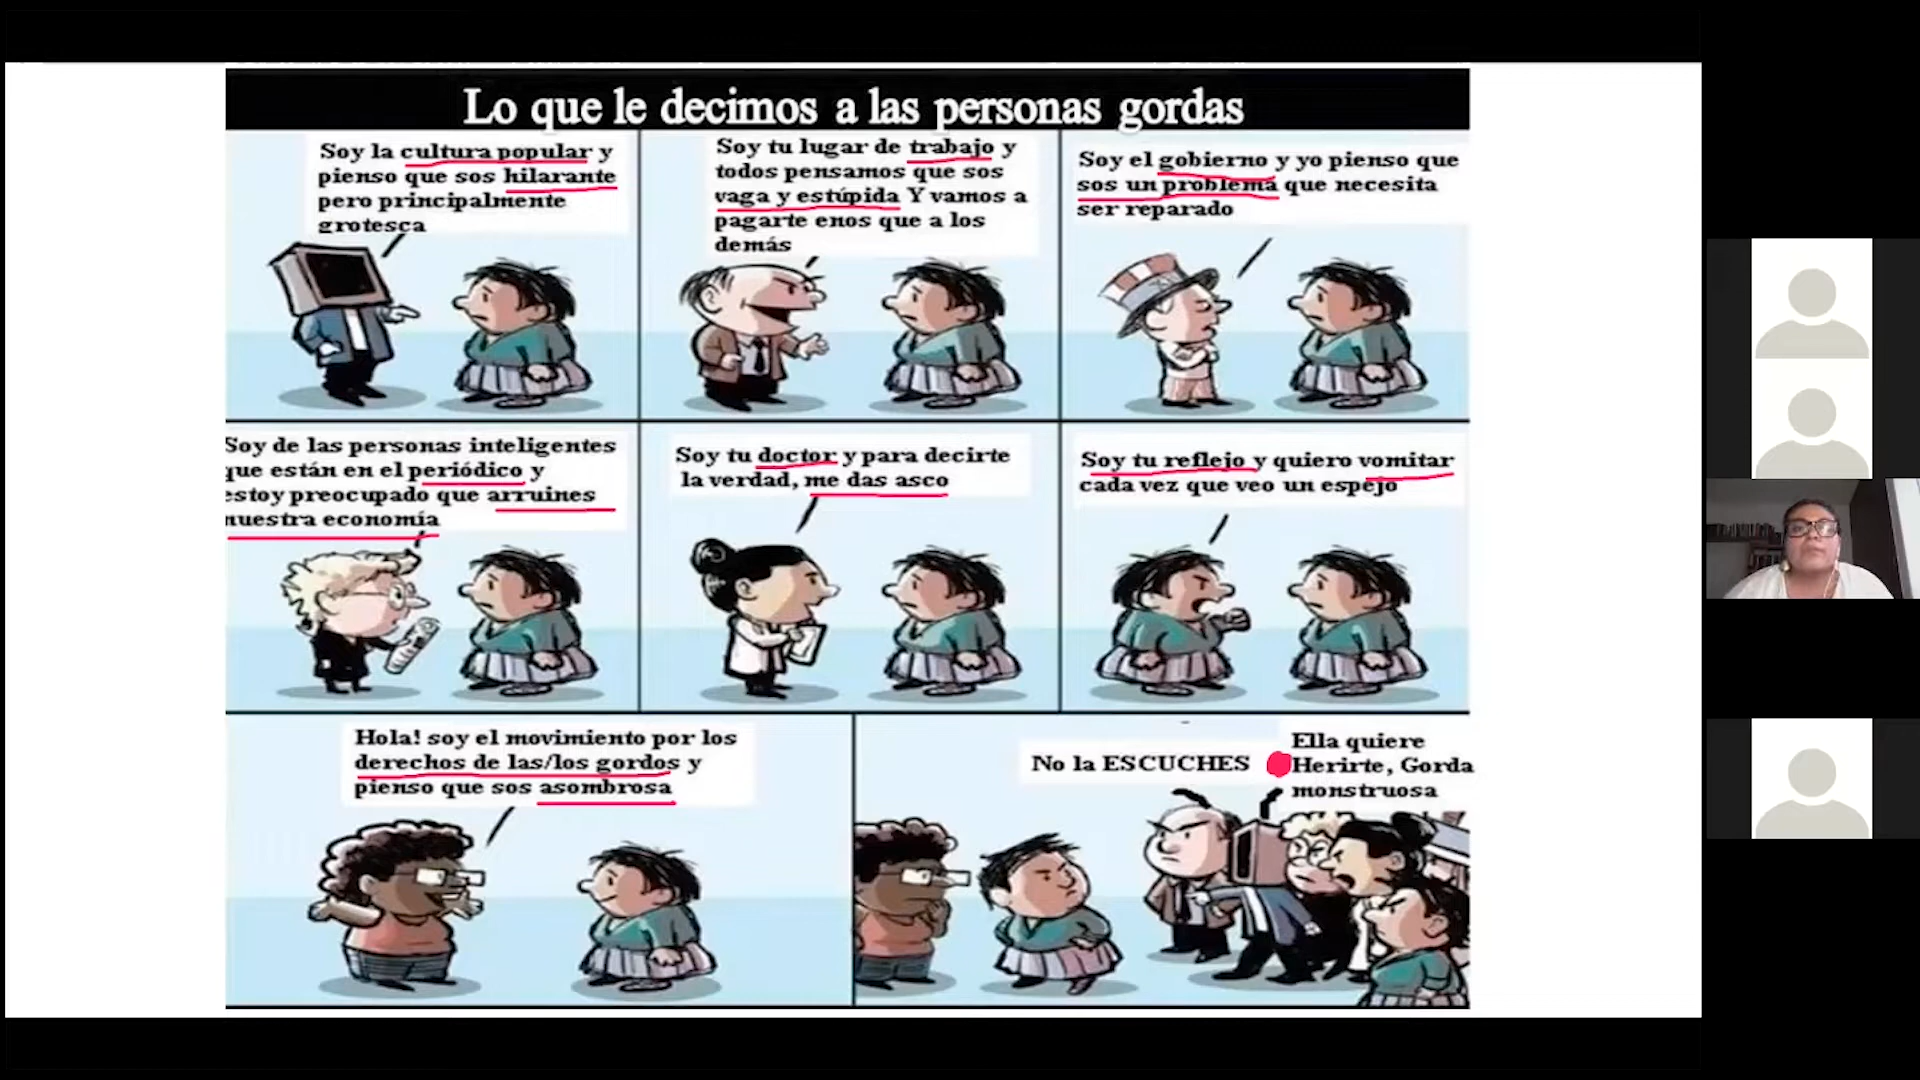 Lo que le decimos a las personas gordas
Soy la cultura popular y
pienso que sos hilarante
pero principalmente
grotesca
Soy tu lugar de trabajo y
todos pensamos que sos
vaga y estúpida Y vamos a
pagarte enos que a los
demás
Soy el gobierno y yo pienso que
sos un problema que necesita
ser reparado
Soy de las personas inteligentes
que están en el periódico y
estoy preocupado que arruines
nuestra economía
Soy tu doctor y para decirte
la verdad, me das asco
Soy tu reflejo y quiero vomitar
cada vez que veo un espejo
Hola! soy el movimiento por los
derechos de las/los gordos y
pienso que sos asombrosa
No la ESCUCHES
Ella quiere
Herirte, Gorda
monstruosa